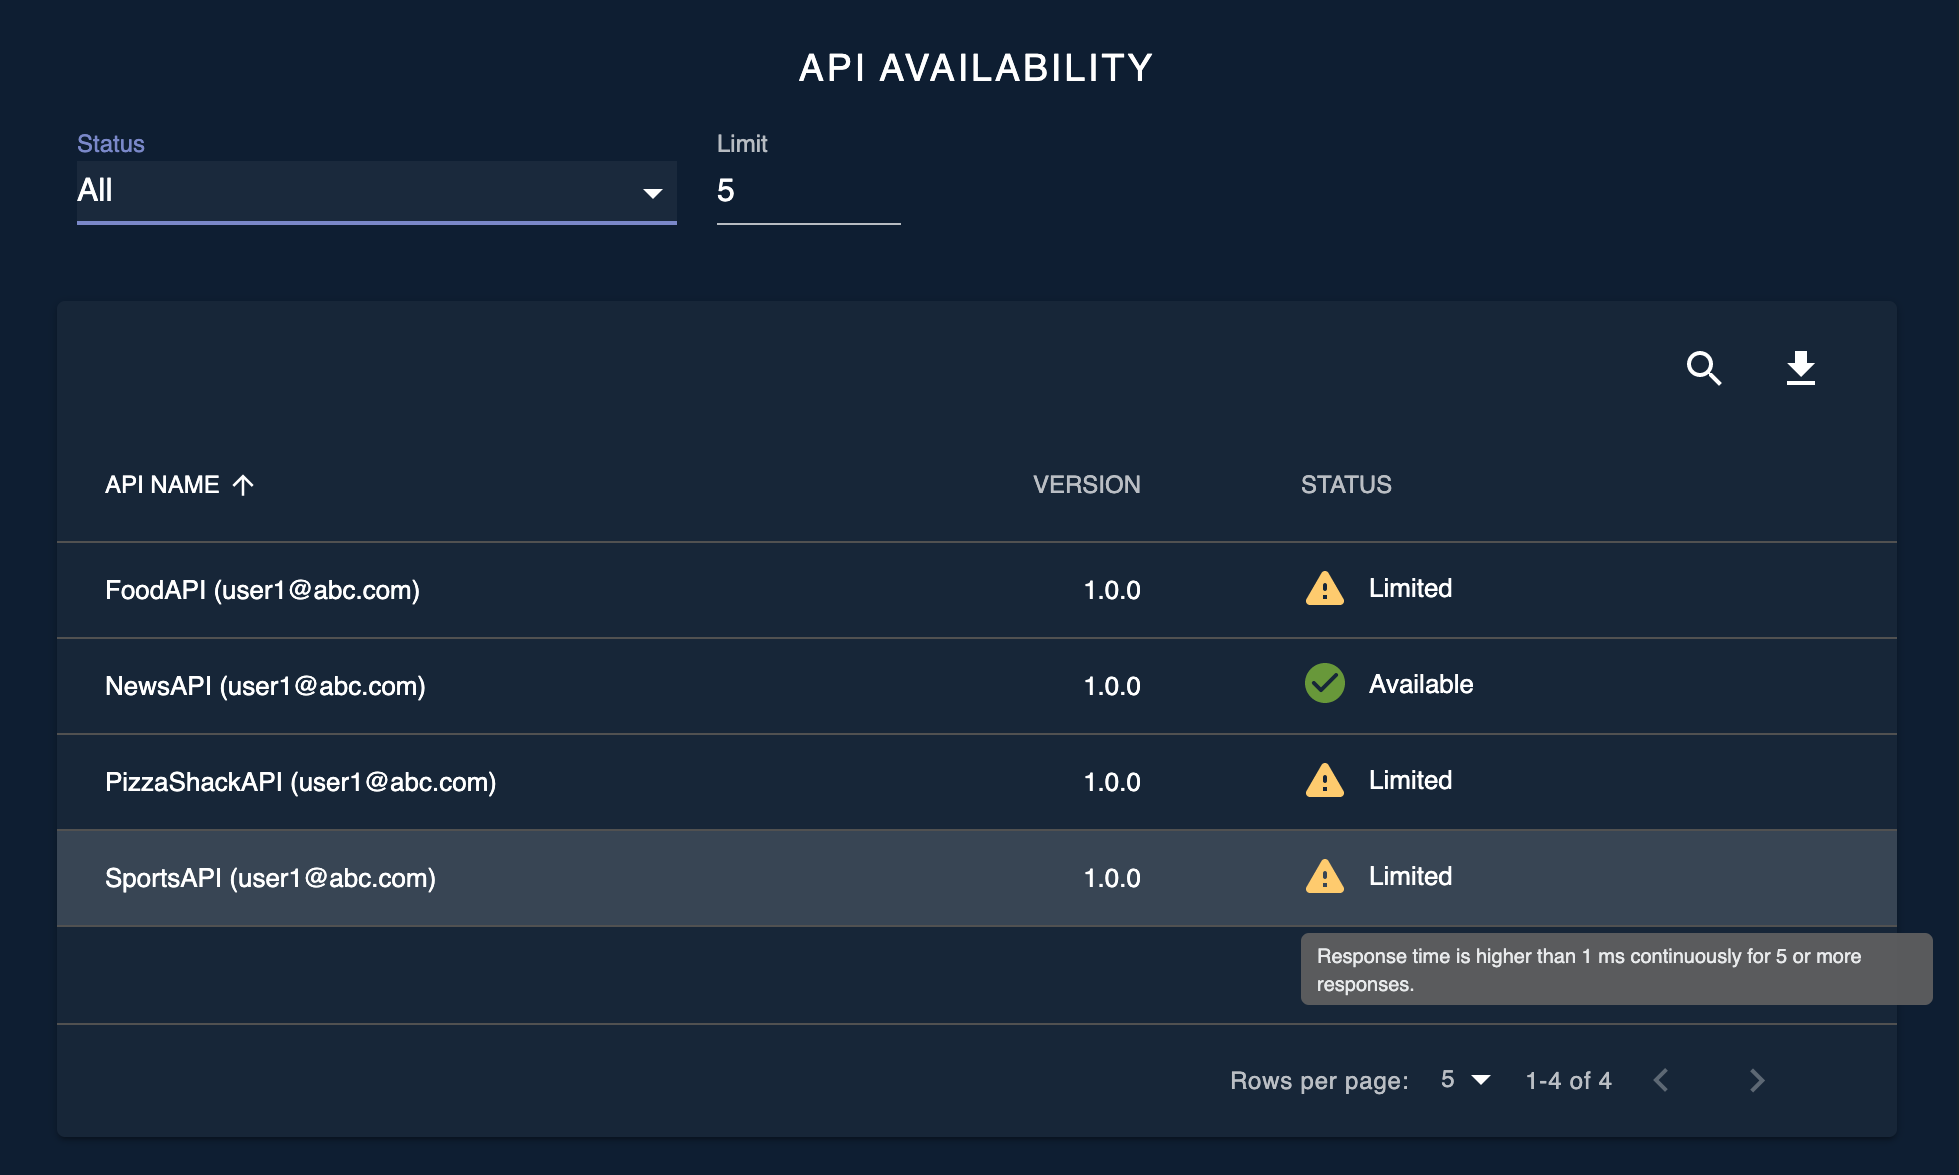 API AVAILABILITY
Status
Limit
All
5
API NAME
VERSION
STATUS
FoodAPI (user1@abc.com)
1.0.0
Limited
NewsAPI (user1@abc.com)
1.0.0
Available
PizzaShackAPI (user1@abc.com)
1.0.0
Limited
SportsAPI (user1@abc.com)
1.0.0
Limited
Response time is higher than 1 ms continuously for 5 or more
responses.
Rows per page:
5
1-4 of 4